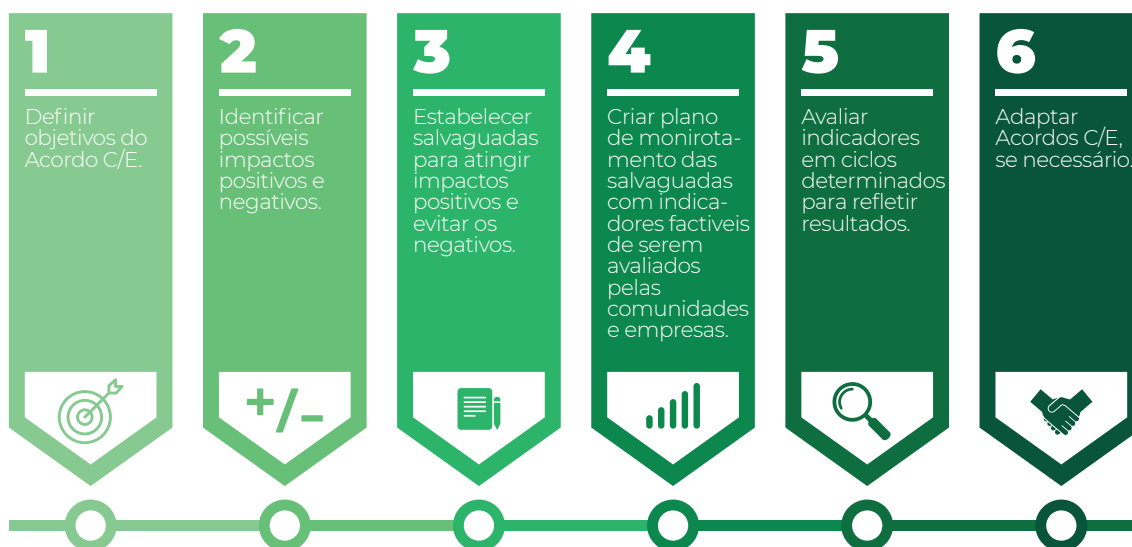 1
Definir
objetivos do
Acordo C/E.
2
Identificar
possíveis
impactos
positivos e
negativos.
3
Estabelecer
salvaguadas
para atingir
impactos
positivos e
evitar os
negativos.
4
Criar plano
de monirota-
mento das
salvaguadas
com indica-
dores factiveis
de serem
avaliados
pelas
comunidades
e empresas.
5
Avaliar
indicadores
em ciclos
determinados
para refletir
resultados.
6
Adaptar
Acordos C/E,
se necessário.
+/-